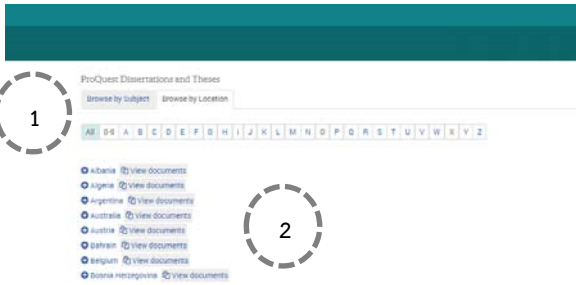 ProQuest Dissertations and Theses
Browse by Subject Browse by Location
1
All 0-9 A B C D E F G H I J K L M N O P Q R S T U V W X Y Z
Albania View documents
Algeria View documents
Argentina View documents
Australia View documents
Austria View documents
2
Bahrain View documents
Belgium View documents
Bosnia Herzegovina View documents